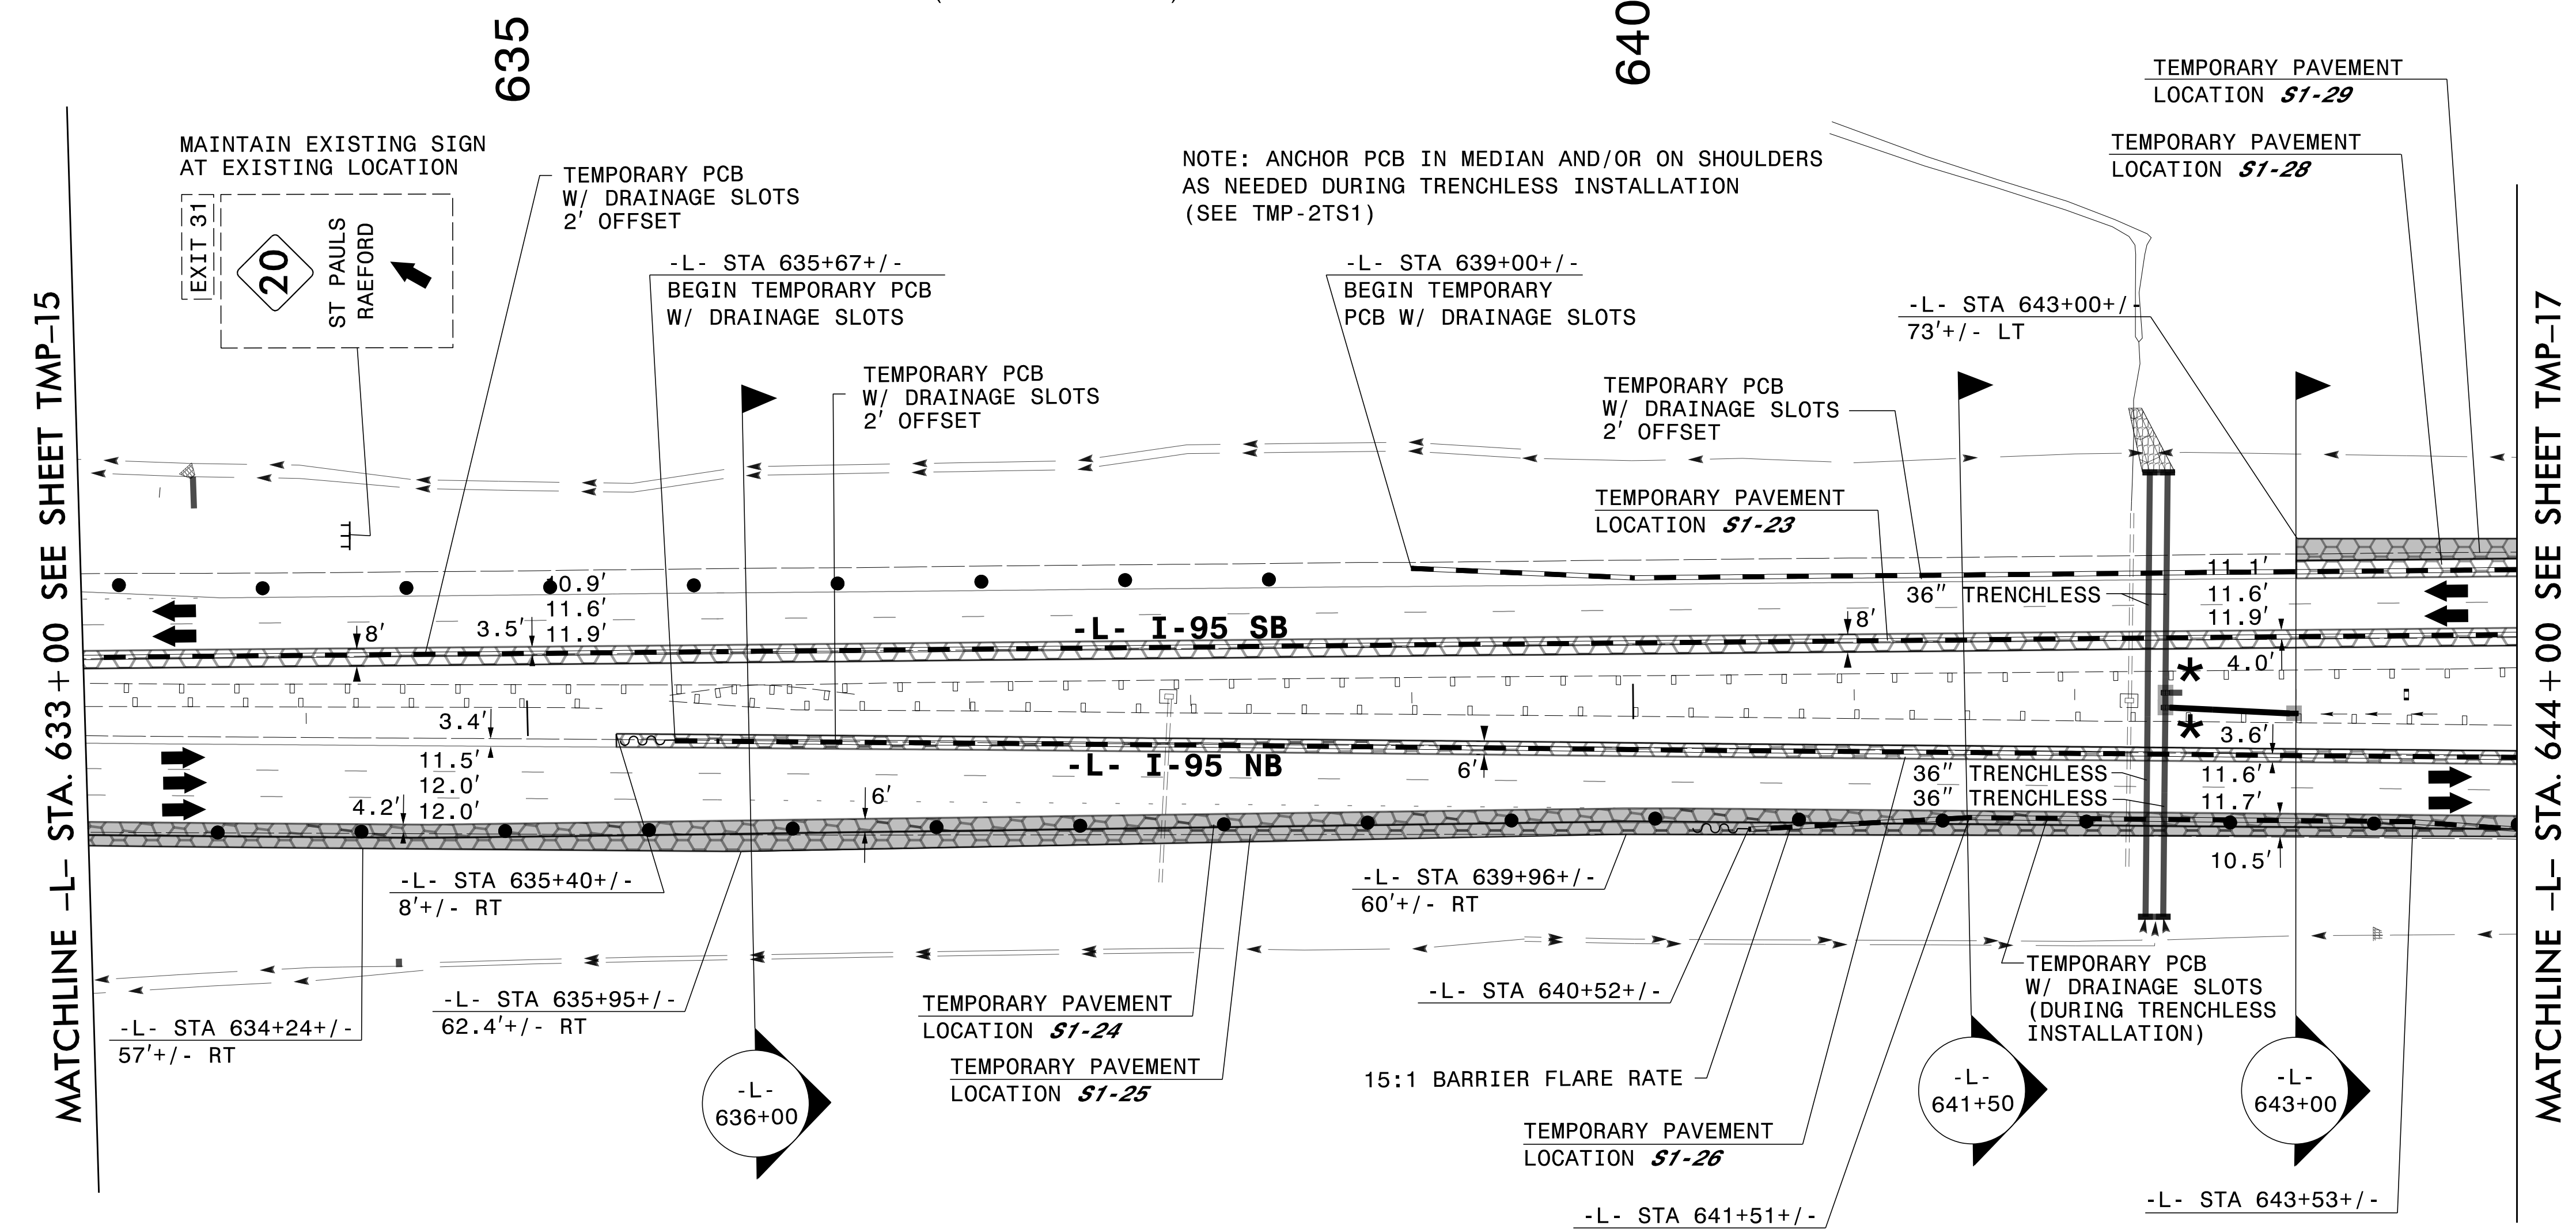 635
640
MATCHLINE -L- STA. 633+00 SEE SHEET TMP-15
MAINTAIN EXISTING SIGN
AT EXISTING LOCATION
EXIT 31
20
ST PAULS
RAEFORD
TEMPORARY PCB
W/ DRAINAGE SLOTS
2' OFFSET
-L- STA 635+67+/-
BEGIN TEMPORARY PCB
W/ DRAINAGE SLOTS
TEMPORARY PCB
W/ DRAINAGE SLOTS
2' OFFSET
NOTE: ANCHOR PCB IN MEDIAN AND/OR ON SHOULDERS
AS NEEDED DURING TRENCHLESS INSTALLATION
(SEE TMP-2TS1)
-L- STA 639+00+/-
BEGIN TEMPORARY
PCB W/ DRAINAGE SLOTS
TEMPORARY PCB
W/ DRAINAGE SLOTS
2' OFFSET
TEMPORARY PAVEMENT
LOCATION S1-23
-L- STA 643+00+/-
73'+/- LT
TEMPORARY PAVEMENT
LOCATION S1-29
TEMPORARY PAVEMENT
LOCATION S1-28
10.9'
11.6'
11.9'
3.5'
8'
-L- I-95 SB
8'
36" TRENCHLESS
11.1'
11.6'
11.9'
4.0'
*
*
3.4'
11.5'
12.0'
12.0'
4.2'
6'
-L- I-95 NB
6'
36" TRENCHLESS
36" TRENCHLESS
3.6'
11.6'
11.7'
10.5'
-L- STA 635+40+/-
8'+/- RT
-L- STA 639+96+/-
60'+/- RT
-L- STA 634+24+/-
57'+/- RT
-L- STA 635+95+/-
62.4'+/- RT
-L-
636+00
TEMPORARY PAVEMENT
LOCATION S1-24
TEMPORARY PAVEMENT
LOCATION S1-25
-L- STA 640+52+/-
15:1 BARRIER FLARE RATE
TEMPORARY PAVEMENT
LOCATION S1-26
-L- STA 641+51+/-
-L-
641+50
TEMPORARY PCB
W/ DRAINAGE SLOTS
(DURING TRENCHLESS
INSTALLATION)
-L-
643+00
-L- STA 643+53+/-
MATCHLINE -L- STA. 644+00 SEE SHEET TMP-17